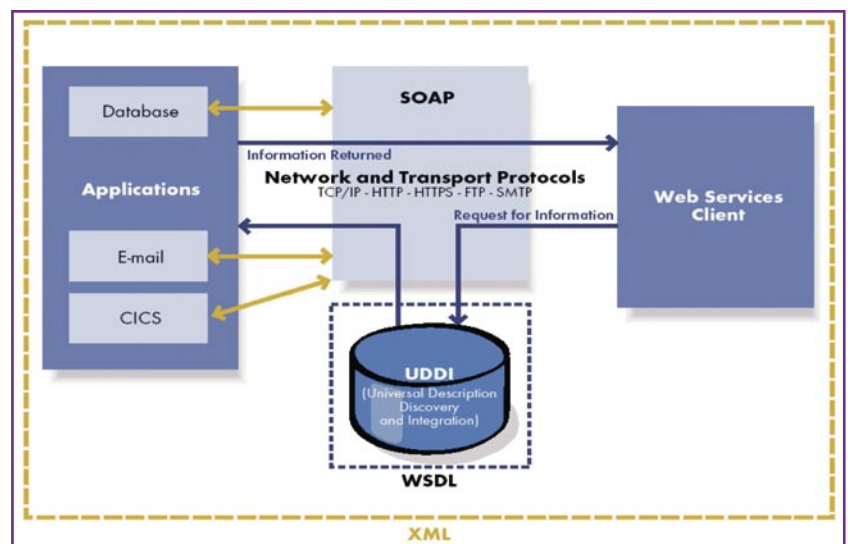 Database
SOAP
Information Returned
Applications
Network and Transport Protocols
TCP/IP - HTTP - HTTPS - FTP - SMTP
Web Services
Client
Request for Information
E-mail
CICS
UDDI
(Universal Description
Discovery
and Integration)
WSDL
XML